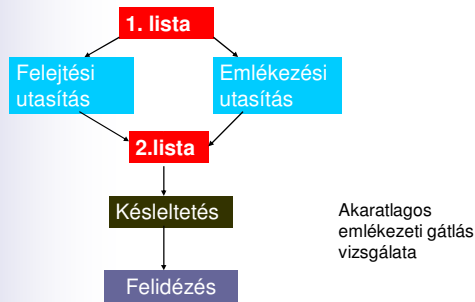 1. lista
Felejtési
utasítás
Emlékezési
utasítás
2.lista
Késleltetés
Felidézés
Akaratlagos
emlékezeti gátlás
vizsgálata